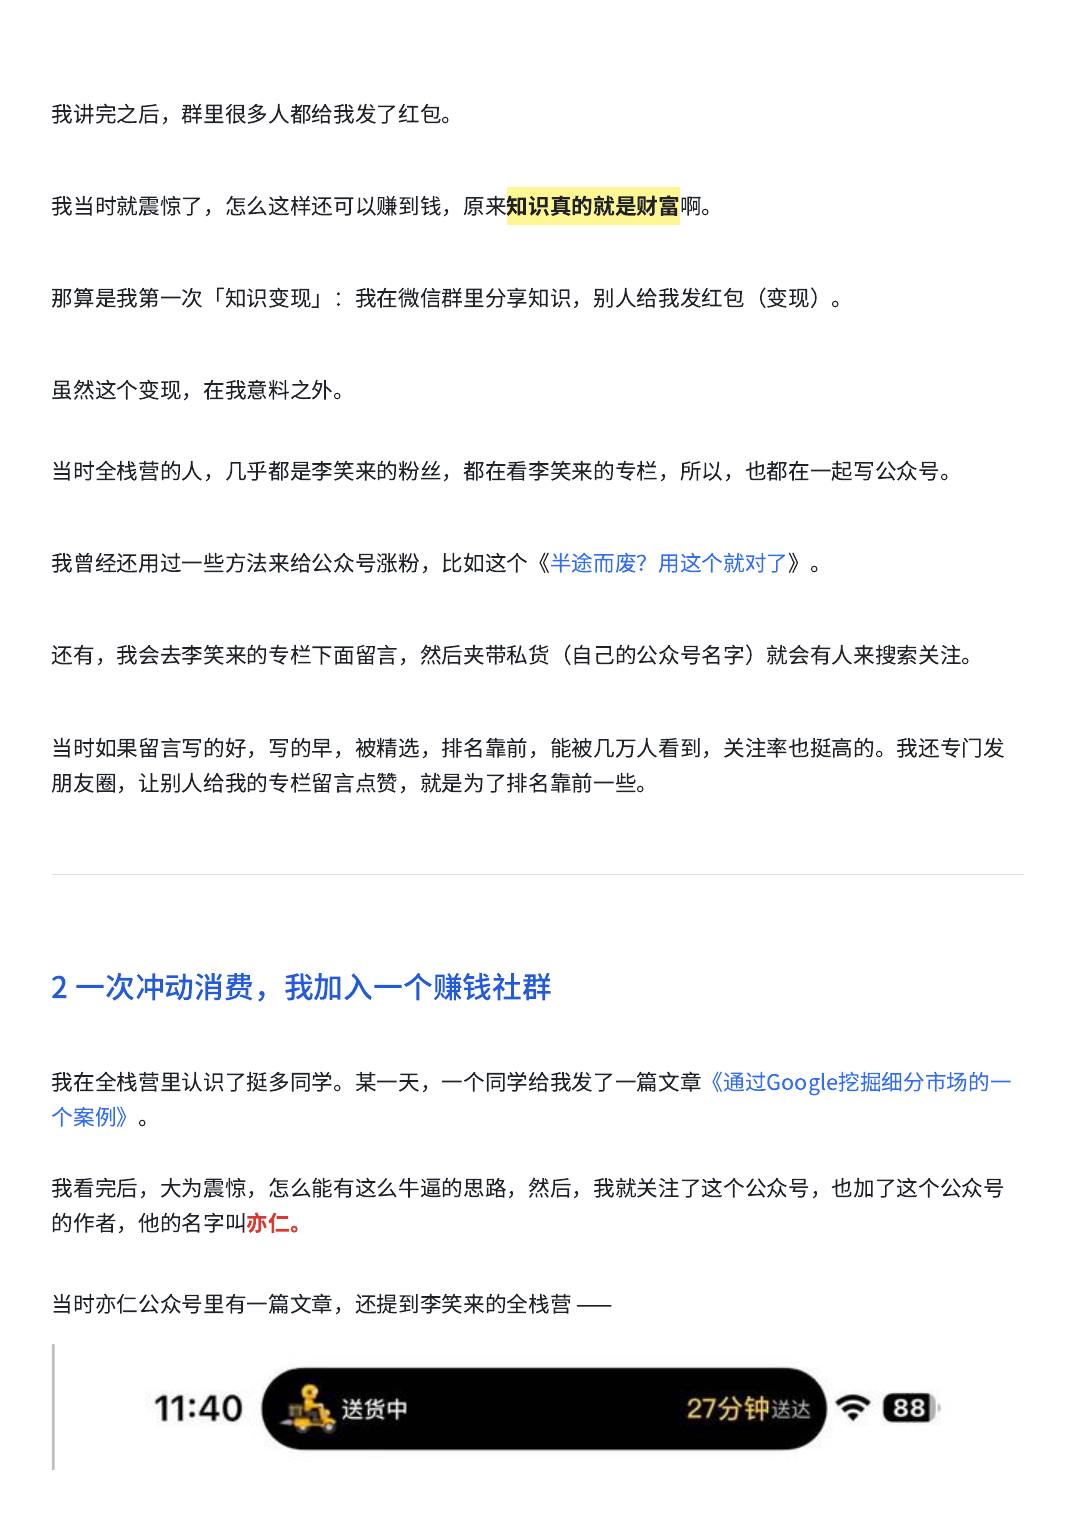 我讲完之后，群里很多人都给我发了红包。
我当时就震惊了，怎么这样还可以赚到钱，原来知识真的就是财富啊。
那算是我第一次「知识变现」：我在微信群里分享知识，别人给我发红包（变现）。
虽然这个变现，在我意料之外。
当时全栈营的人，几乎都是李笑来的粉丝，都在看李笑来的专栏，所以，也都在一起写公众号。
我曾经还用过一些方法来给公众号涨粉，比如这个《半途而废？用这个就对了》。
还有，我会去李笑来的专栏下面留言，然后夹带私货（自己的公众号名字）就会有人来搜索关注。
当时如果留言写的好，写的早，被精选，排名靠前，能被几万人看到，关注率也挺高的。我还专门发
朋友圈，让别人给我的专栏留言点赞，就是为了排名靠前一些。
2 一次冲动消费，我加入一个赚钱社群
我在全栈营里认识了挺多同学。某一天，一个同学给我发了一篇文章《通过Google挖掘细分市场的一
个案例》。
我看完后，大为震惊，怎么能有这么牛逼的思路，然后，我就关注了这个公众号，也加了这个公众号
的作者，他的名字叫亦仁。
当时亦仁公众号里有一篇文章，还提到李笑来的全栈营 ——
11:40 送货中 27分钟送达 88